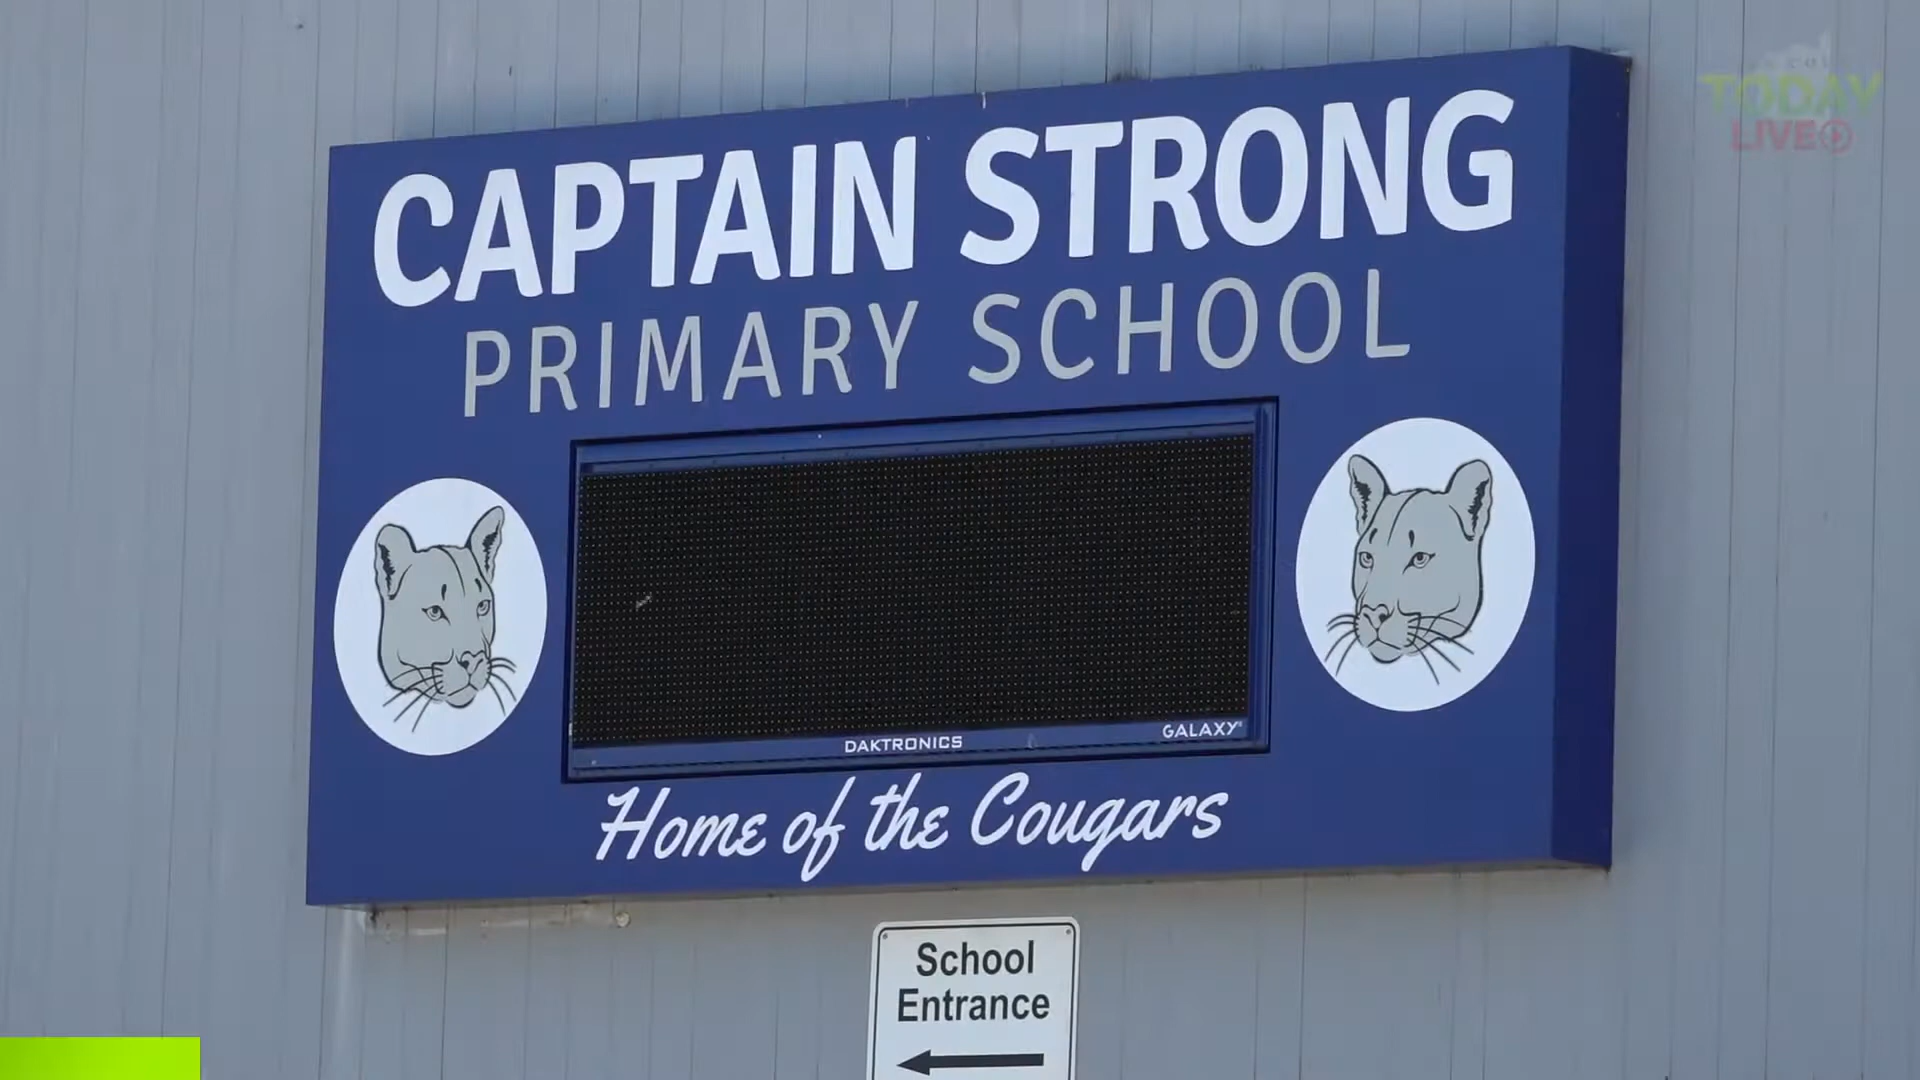 CAPTAIN STRONG
PRIMARY SCHOOL
DAKTRONICS
GALAXY
Home of the Cougars
School
Entrance
TODAY
LIVE